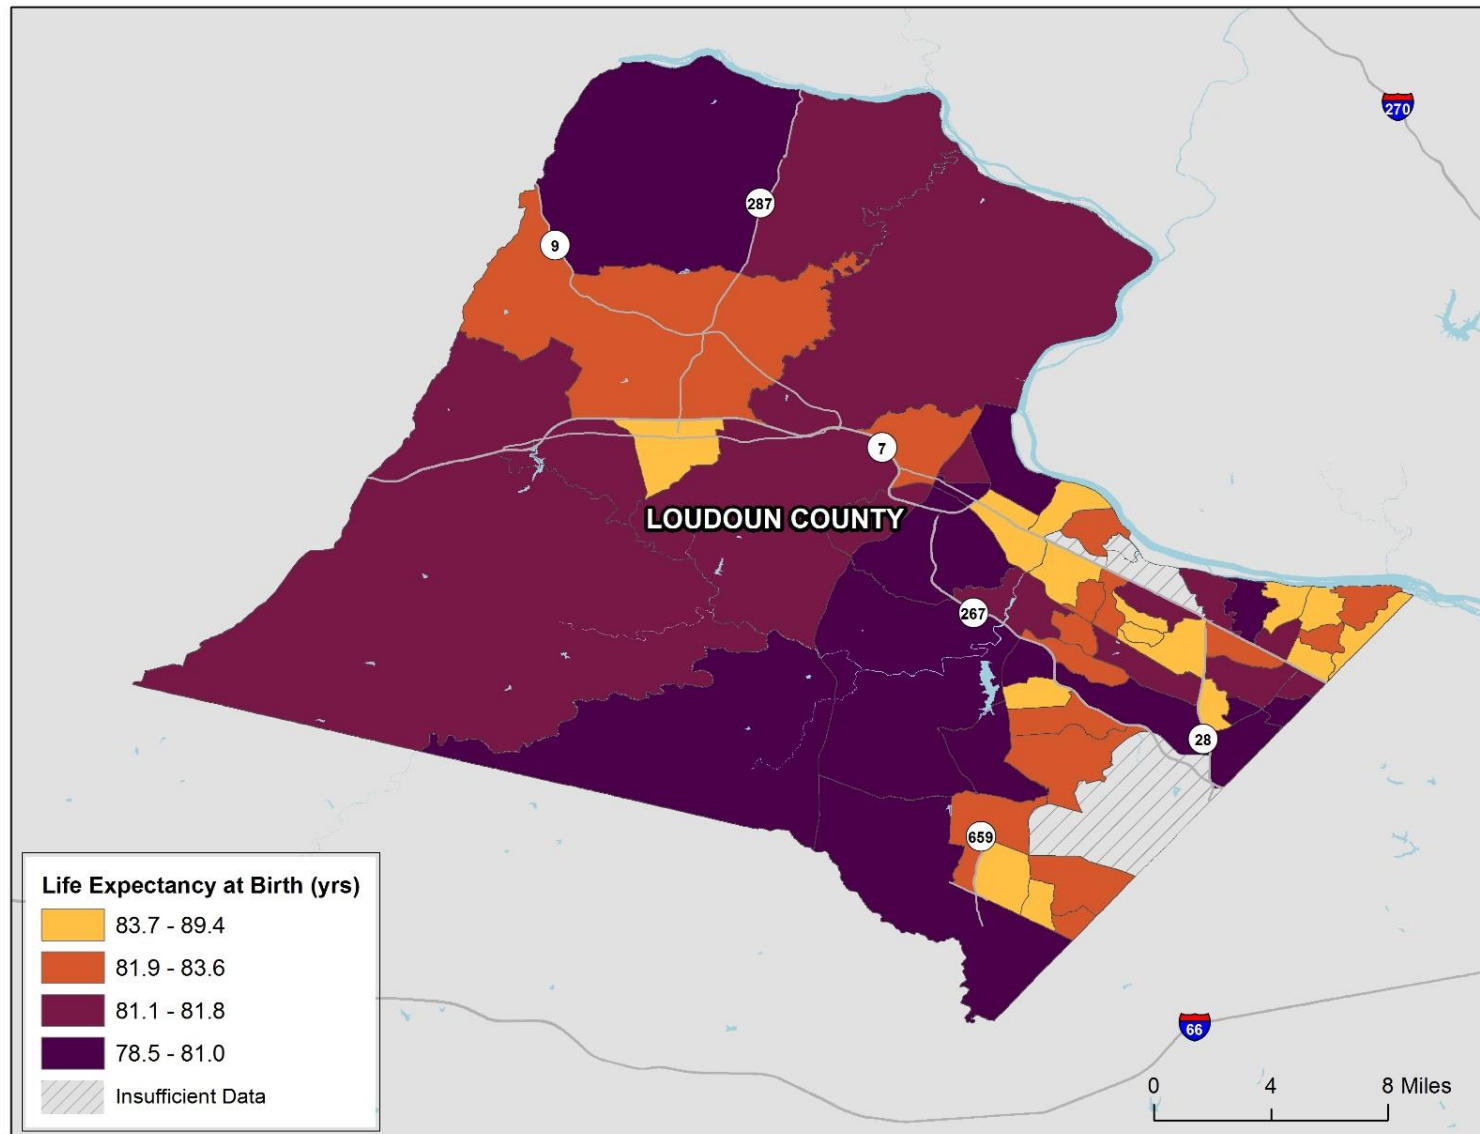 270
287
9
7
LOUDOUN COUNTY
267
28
659
Life Expectancy at Birth (yrs)
83.7 - 89.4
81.9 - 83.6
81.1 - 81.8
78.5 - 81.0
Insufficient Data
66
0 4 8 Miles